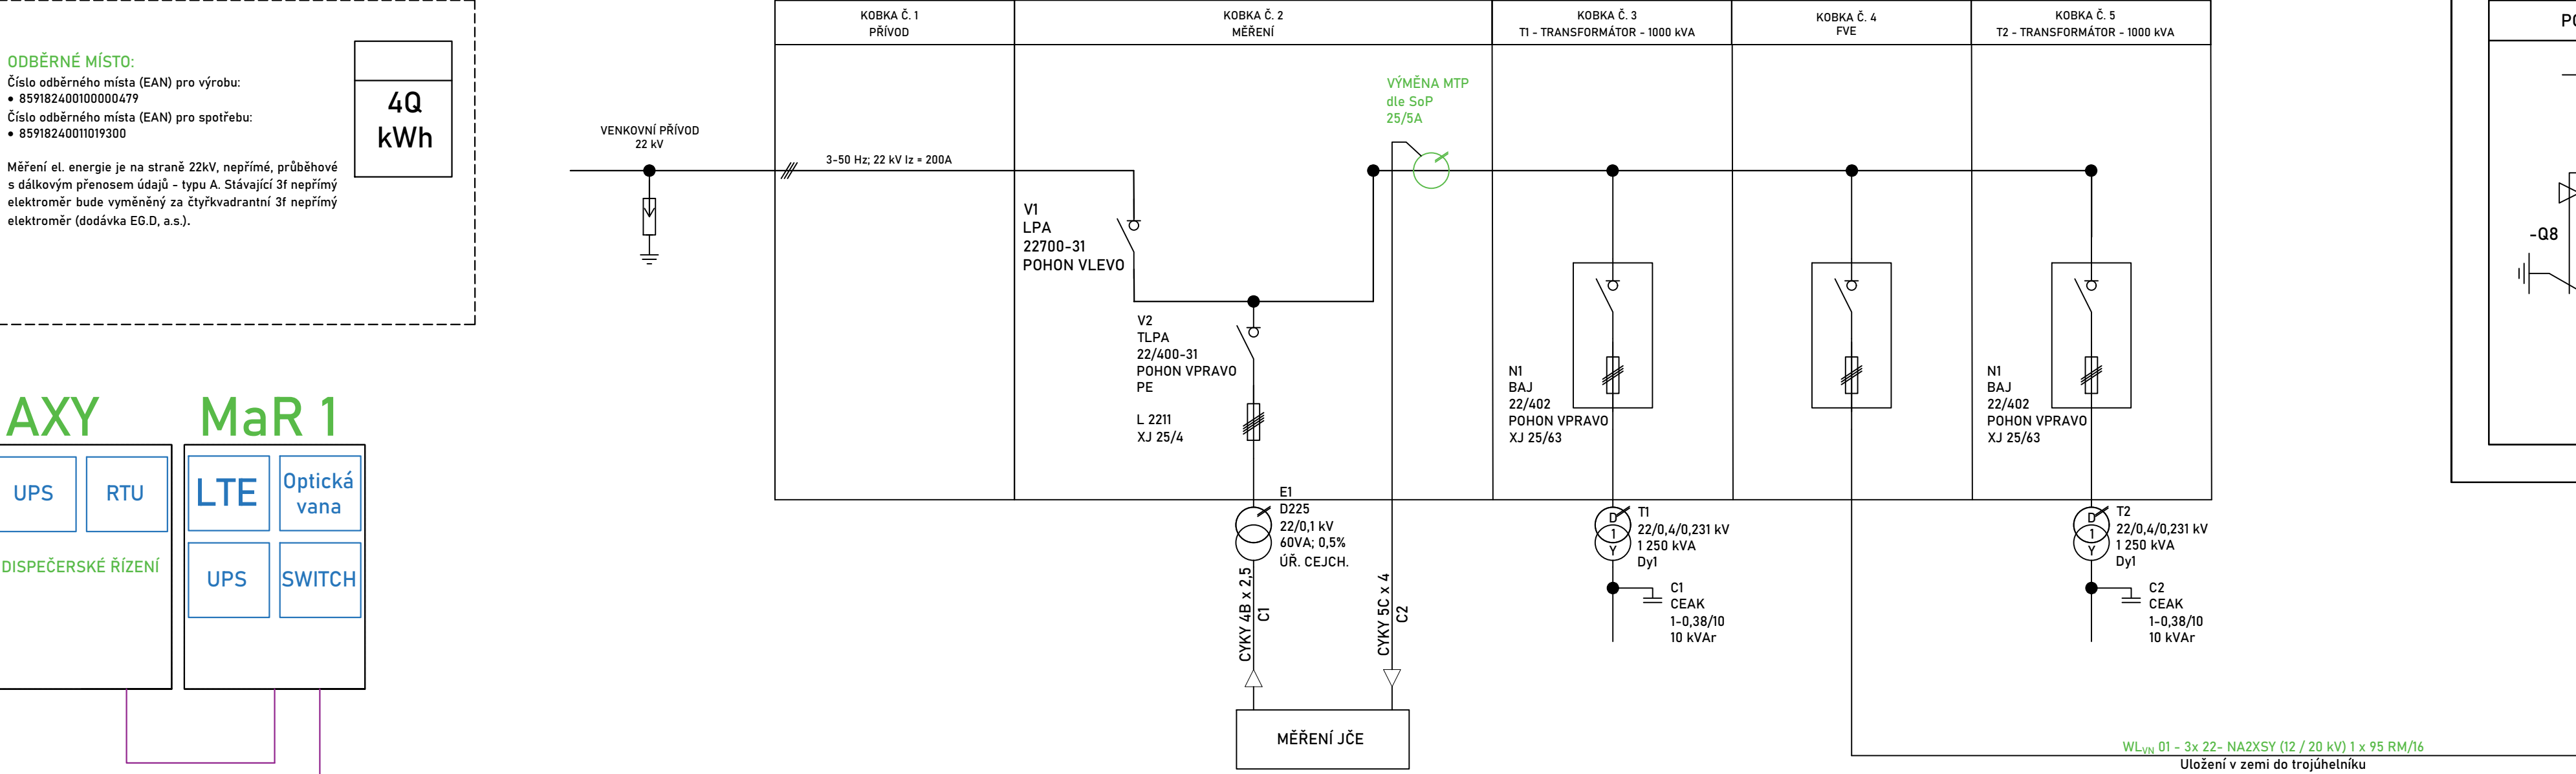 ODBĚRNÉ MÍSTO:
Číslo odběrného místa (EAN) pro výrobu:
• 859182400100000479
Číslo odběrného místa (EAN) pro spotřebu:
• 85918240011019300
Měření el. energie je na straně 22kV, nepřímé, průběhové
s dálkovým přenosem údajů - typu A. Stávající 3f nepřímý
elektroměr bude vyměněný za čtyřkvadrantní 3f nepřímý
elektroměr (dodávka EG.D, a.s.).
4Q
kWh
AXY
UPS
RTU
DISPEČERSKÉ ŘÍZENÍ
MaR 1
LTE
Optická
vana
UPS
SWITCH
VENKOVNÍ PŘÍVOD
22 kV
KOBKA Č. 1
PŘÍVOD
3-50 Hz; 22 kV Iz = 200A
KOBKA Č. 2
MĚŘENÍ
V1
LPA
22700-31
POHON VLEVO
VÝMĚNA MTP
dle SoP
25/5A
V2
TLPA
22/400-31
POHON VPRAVO
PE
L 2211
XJ 25/4
E1
D225
22/0,1 kV
60VA; 0,5%
ÚŘ. CEJCH.
CYKY 4B x 2,5
C1
CYKY 5C x 4
C2
MĚŘENÍ JČE
KOBKA Č. 3
T1 - TRANSFORMÁTOR - 1000 kVA
N1
BAJ
22/402
POHON VPRAVO
XJ 25/63
D
1
Y
T1
22/0,4/0,231 kV
1 250 kVA
Dy1
C1
CEAK
1-0,38/10
10 kVAr
KOBKA Č. 4
FVE
KOBKA Č. 5
T2 - TRANSFORMÁTOR - 1000 kVA
N1
BAJ
22/402
POHON VPRAVO
XJ 25/63
D
1
Y
T2
22/0,4/0,231 kV
1 250 kVA
Dy1
C2
CEAK
1-0,38/10
10 kVAr
WLVN 01 - 3x 22- NA2XSY (12 / 20 kV) 1 x 95 RM/16
Uložení v zemi do trojúhelníku
-Q8